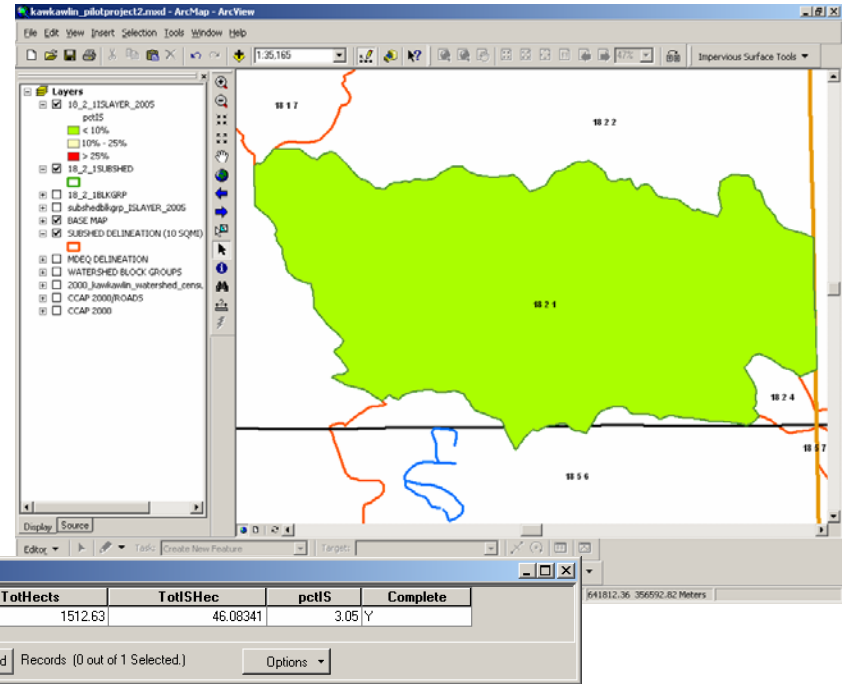 kawkawlin_pilotproject2.mxd - ArcMap - ArcView
File Edit View Insert Selection Tools Window Help
1:35,165 47% Impervious Surface Tools
Layers
18_2_1ISLAYER_2005
pctIS
< 10%
10% - 25%
> 25%
18_2_1SUBSHED
18_2_1BLKGRP
subshedblkgrp_ISLAYER_2005
BASE MAP
SUBSHED DELINEATION (10 SQMI)
MDEQ DELINEATION
WATERSHED BLOCK GROUPS
2000_kawkawlin_watershed_censu
CCAP 2000/ROADS
CCAP 2000
18 1 7
18 2 2
18 2 1
18 2 4
18 5 6
Display Source
Editor Task: Create New Feature Target:
641812.36 356592.82 Meters
TotHects TotISHec pctIS Complete
1512.63 46.08341 3.05 Y
Records (0 out of 1 Selected.) Options